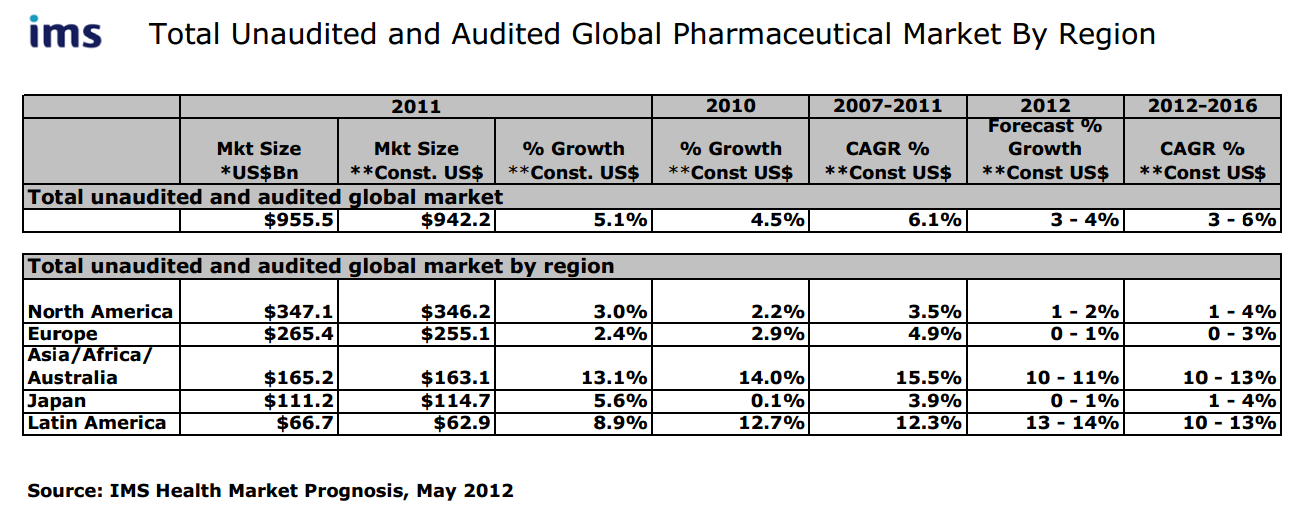 ims Total Unaudited and Audited Global Pharmaceutical Market By Region
2011 2010 2007-2011 2012 2012-2016
Forecast %
Mkt Size Mkt Size % Growth % Growth CAGR % Growth CAGR %
*US$Bn **Const. US$ **Const. US$ **Const US$ **Const US$ **Const US$ **Const US$
Total unaudited and audited global market
$955.5 $942.2 5.1% 4.5% 6.1% 3 - 4% 3 - 6%
Total unaudited and audited global market by region
North America $347.1 $346.2 3.0% 2.2% 3.5% 1 - 2% 1 - 4%
Europe $265.4 $255.1 2.4% 2.9% 4.9% 0 - 1% 0 - 3%
Asia/Africa/
Australia $165.2 $163.1 13.1% 14.0% 15.5% 10 - 11% 10 - 13%
Japan $111.2 $114.7 5.6% 0.1% 3.9% 0 - 1% 1 - 4%
Latin America $66.7 $62.9 8.9% 12.7% 12.3% 13 - 14% 10 - 13%
Source: IMS Health Market Prognosis, May 2012